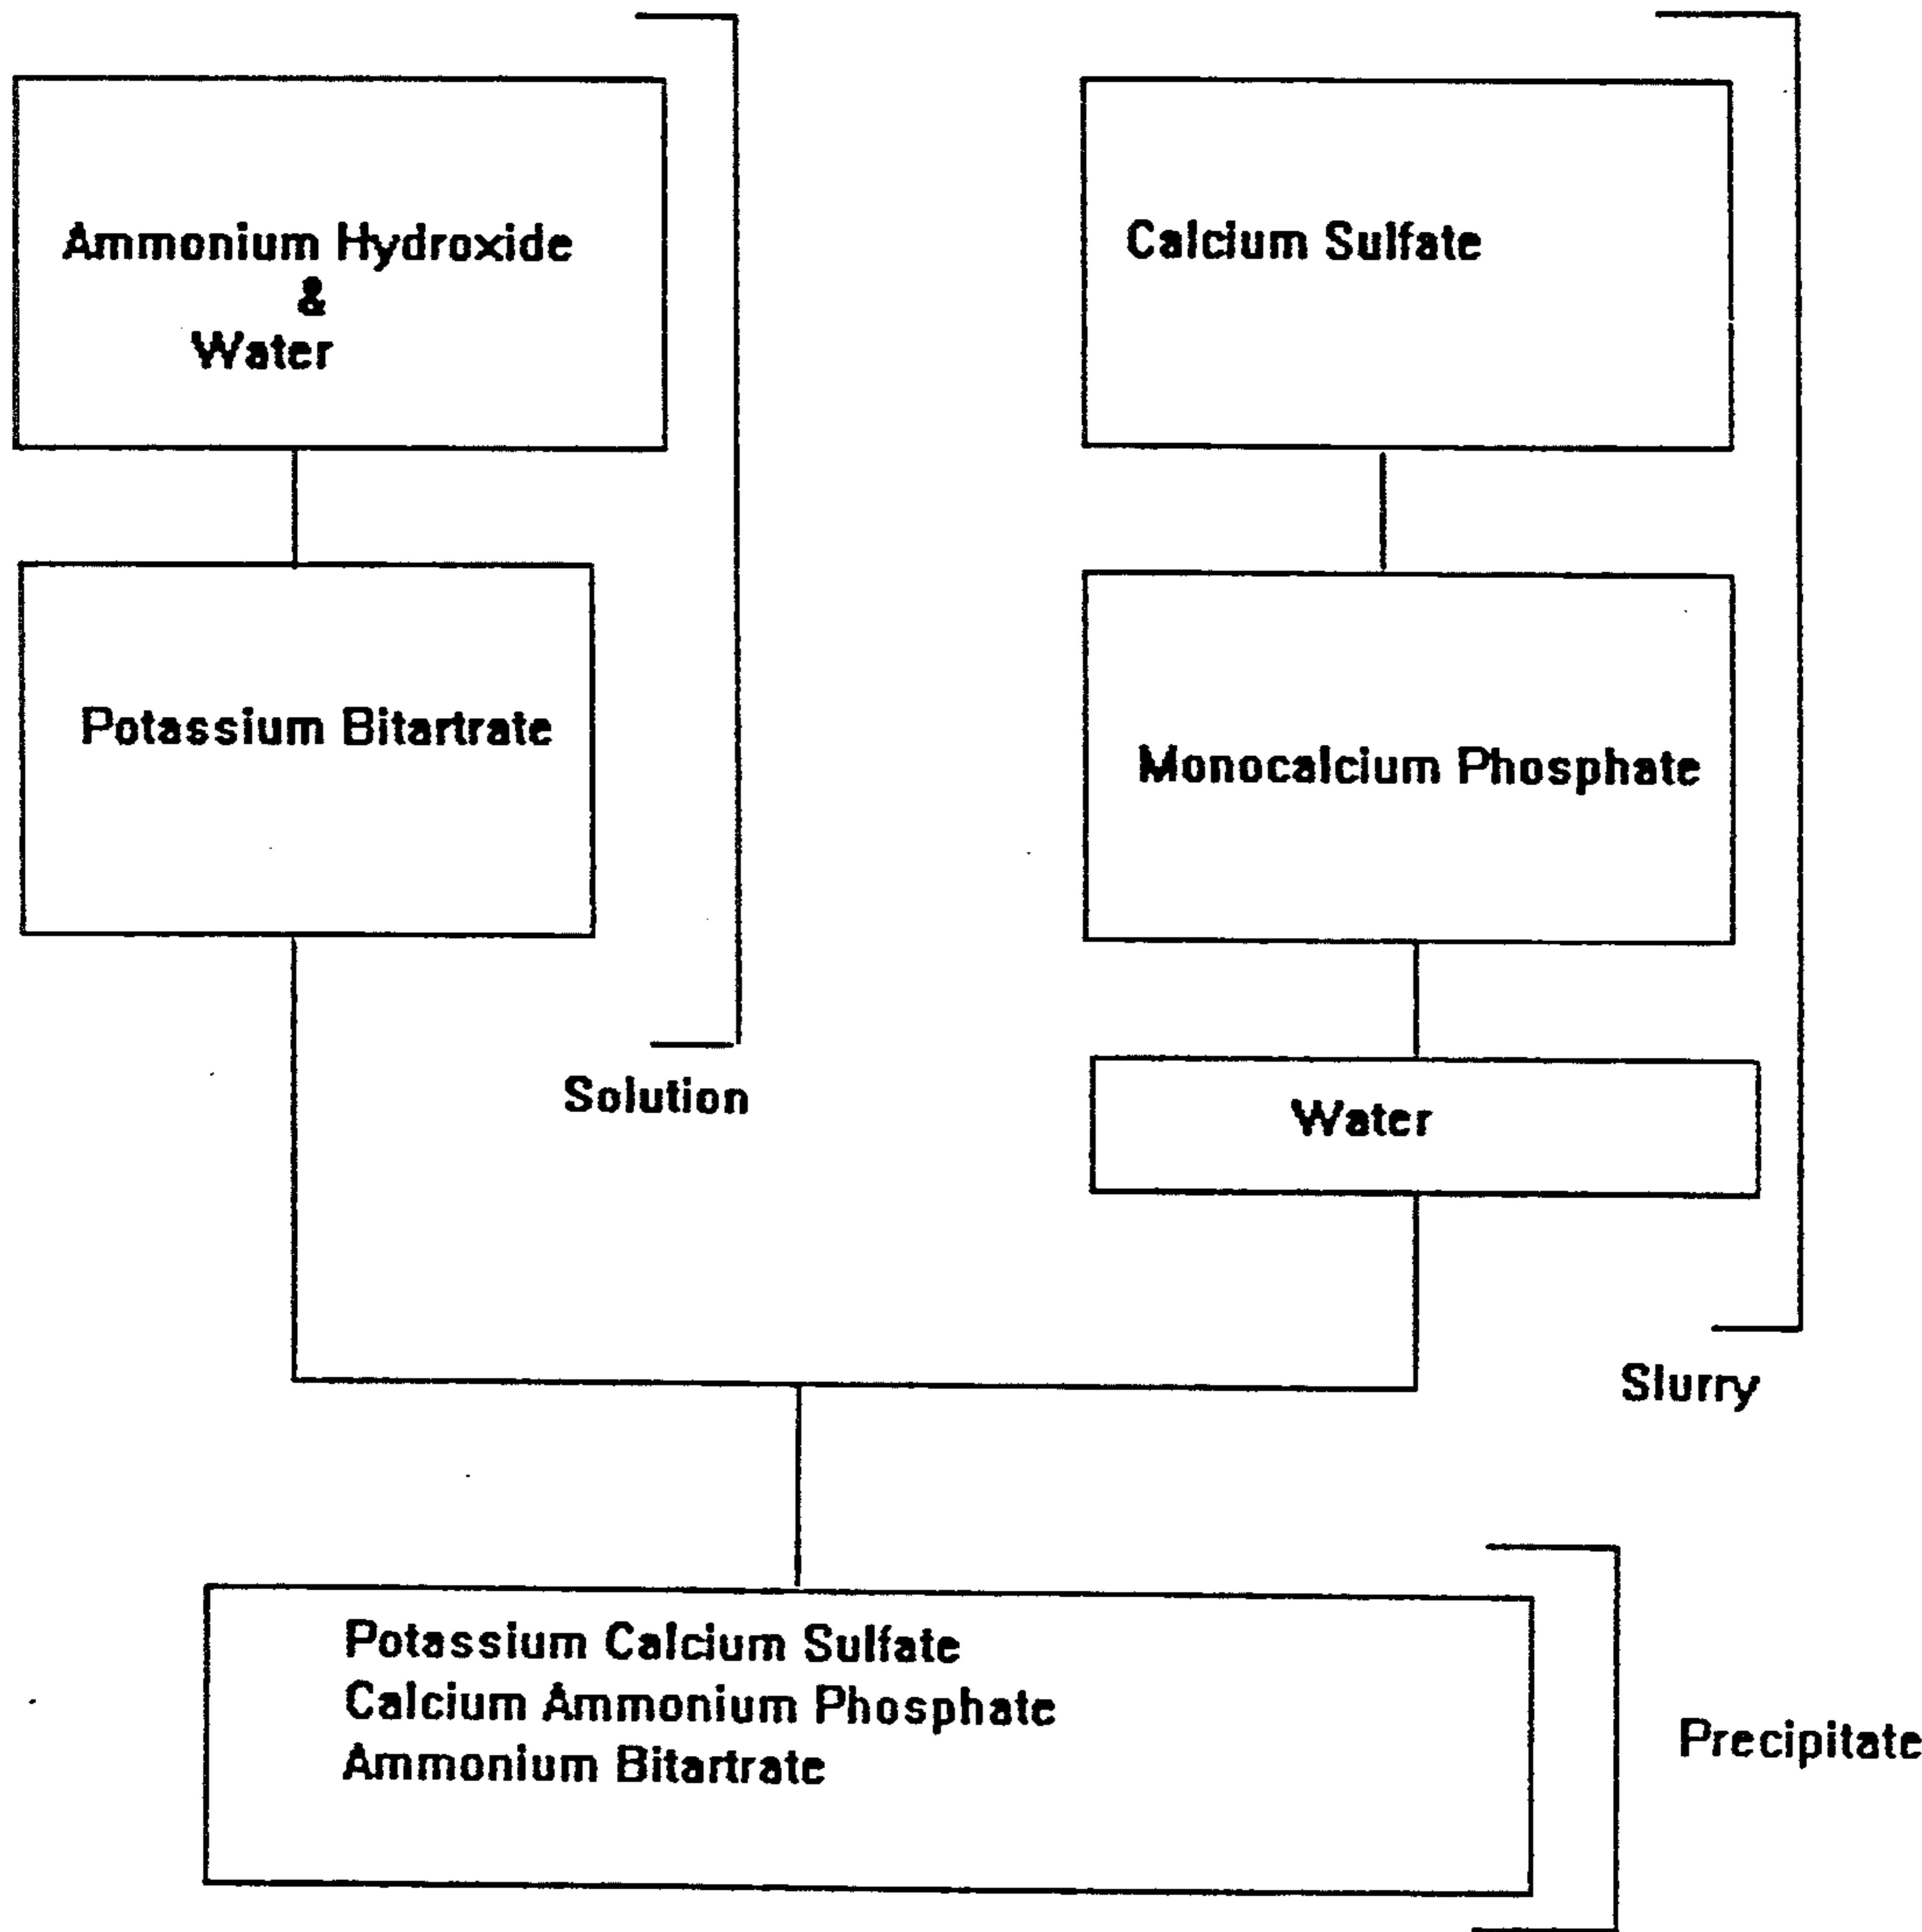 Ammonium Hydroxide
&
Water
Potassium Bitartrate
Solution
Calcium Sulfate
Monocalcium Phosphate
Water
Slurry
Potassium Calcium Sulfate
Calcium Ammonium Phosphate
Ammonium Bitartrate
Precipitate